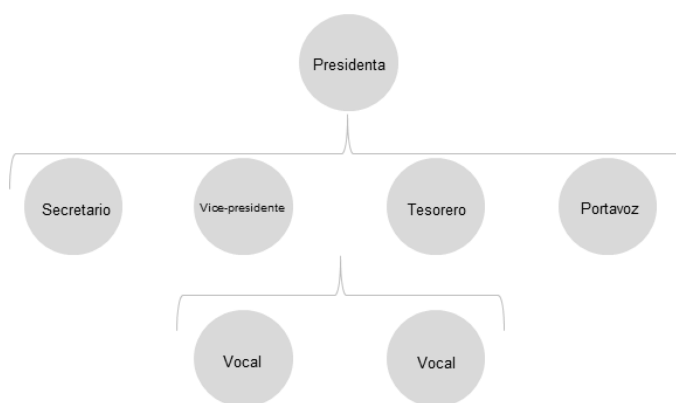 Presidenta
Secretario
Vice-presidente
Tesorero
Portavoz
Vocal
Vocal